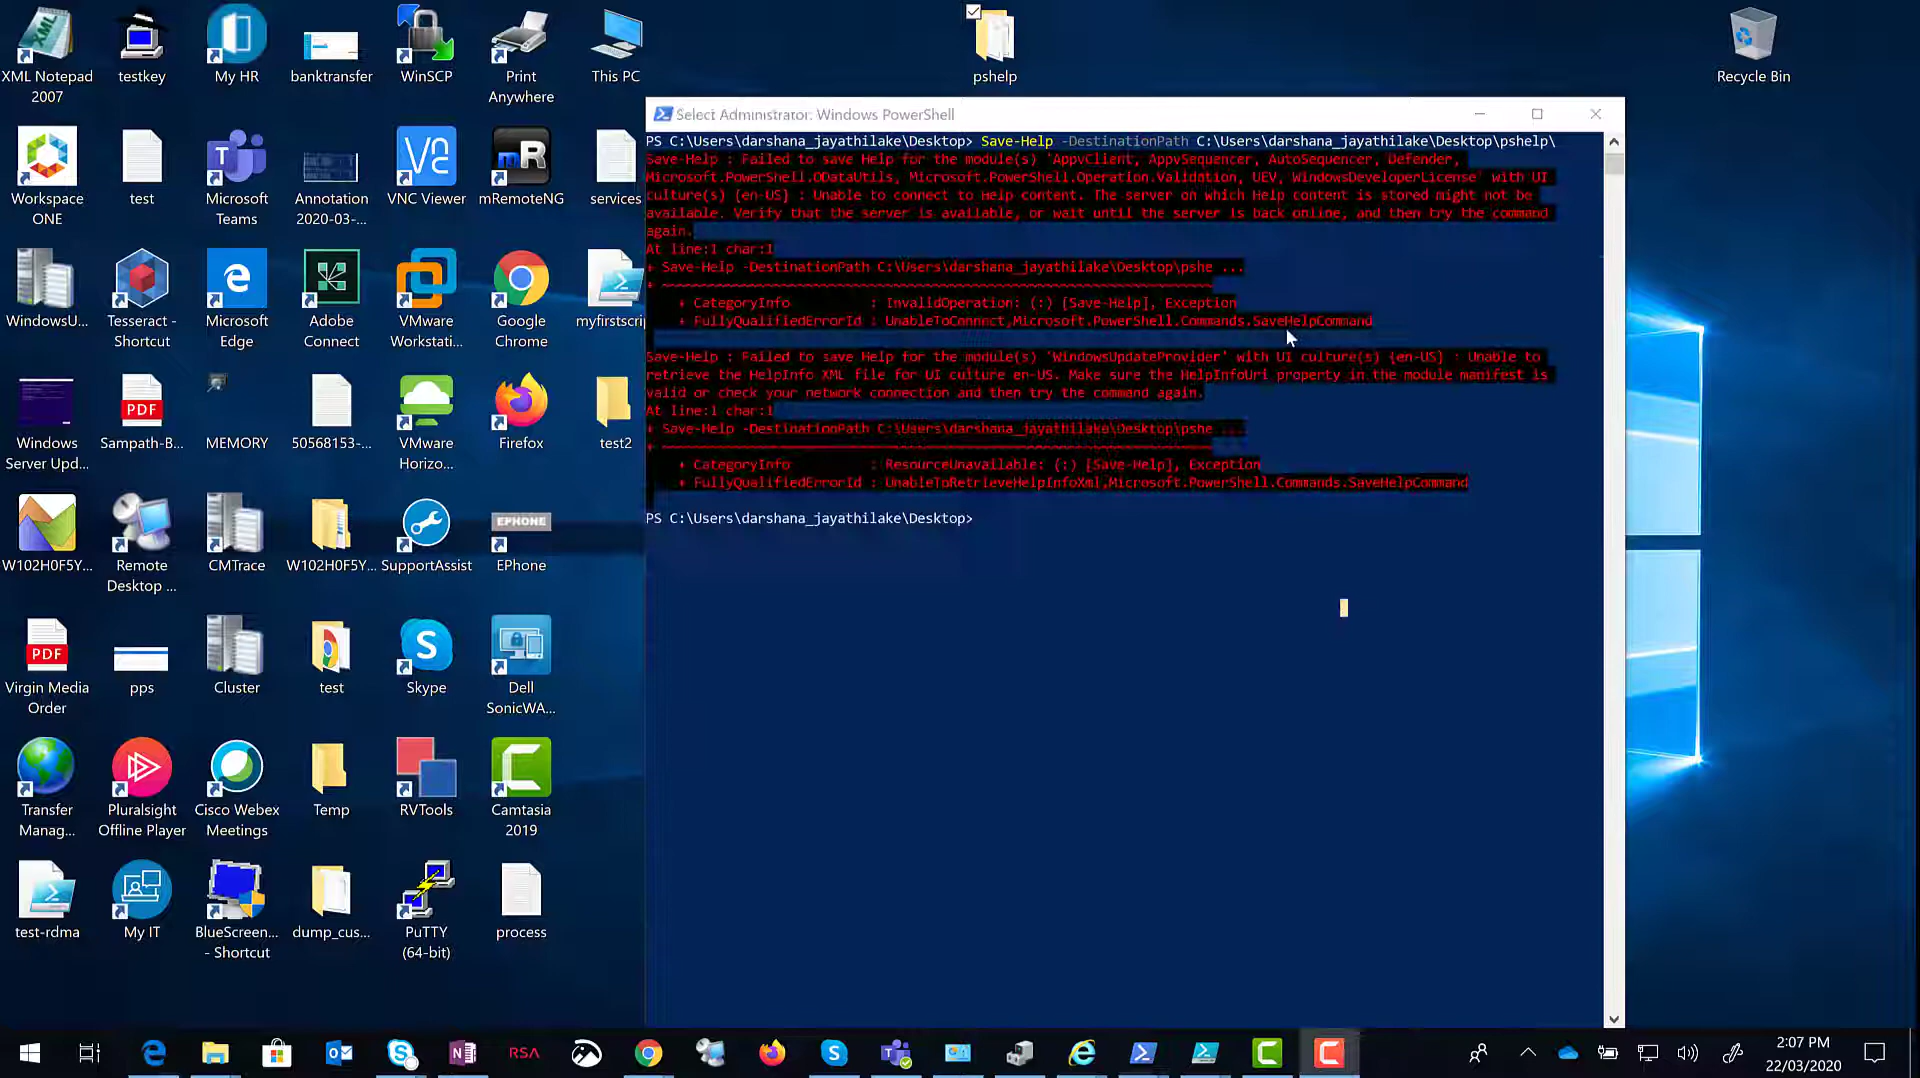 XML Notepad
2007
testkey
My HR
banktransfer
WinSCP
Print
Anywhere
This PC
pshelp
Recycle Bin
Workspace
ONE
test
Microsoft
Teams
Annotation
2020-03-...
VNC Viewer
mRemoteNG
services
WindowsU...
Tesseract -
Shortcut
Microsoft
Edge
Adobe
Connect
VMware
Workstati...
Google
Chrome
myfirstscrip
Windows
Server Upd...
Sampath-B...
MEMORY
50568153-...
VMware
Horizo...
Firefox
test2
W102H0F5Y...
Remote
Desktop ...
CMTrace
W102H0F5Y...
SupportAssist
EPHONE
EPhone
Virgin Media
Order
pps
Cluster
test
Skype
Dell
SonicWA...
Transfer
Manag...
Pluralsight
Offline Player
Cisco Webex
Meetings
Temp
RVTools
Camtasia
2019
test-rdma
My IT
BlueScreen...
- Shortcut
dump_cus...
PuTTY
(64-bit)
process
Select Administrator: Windows PowerShell
PS C:\Users\darshana_jayathilake\Desktop> Save-Help -DestinationPath C:\Users\darshana_jayathilake\Desktop\pshelp\
Save-Help : Failed to save Help for the module(s) 'AppvClient, AppvSequencer, AutoSequencer, Defender,
Microsoft.PowerShell.ODataUtils, Microsoft.PowerShell.Operation.Validation, UEV, WindowsDeveloperLicense' with UI
culture(s) {en-US} : Unable to connect to Help content. The server on which Help content is stored might not be
available. Verify that the server is available, or wait until the server is back online, and then try the command
again.
At line:1 char:1
+ Save-Help -DestinationPath C:\Users\darshana_jayathilake\Desktop\pshe ...
+ ~~~~~~~~~~~~~~~~~~~~~~~~~~~~~~~~~~~~~~~~~~~~~~~~~~~~~~~~~~~~~~~~~~~~~
+ CategoryInfo : InvalidOperation: (:) [Save-Help], Exception
+ FullyQualifiedErrorId : UnableToConnect,Microsoft.PowerShell.Commands.SaveHelpCommand
Save-Help : Failed to save Help for the module(s) 'WindowsUpdateProvider' with UI culture(s) {en-US} : Unable to
retrieve the HelpInfo XML file for UI culture en-US. Make sure the HelpInfoUri property in the module manifest is
valid or check your network connection and then try the command again.
At line:1 char:1
+ Save-Help -DestinationPath C:\Users\darshana_jayathilake\Desktop\pshe ...
+ ~~~~~~~~~~~~~~~~~~~~~~~~~~~~~~~~~~~~~~~~~~~~~~~~~~~~~~~~~~~~~~~~~~~~~
+ CategoryInfo : ResourceUnavailable: (:) [Save-Help], Exception
+ FullyQualifiedErrorId : UnableToRetrieveHelpInfoXml,Microsoft.PowerShell.Commands.SaveHelpCommand
PS C:\Users\darshana_jayathilake\Desktop>
RSA
2:07 PM
22/03/2020